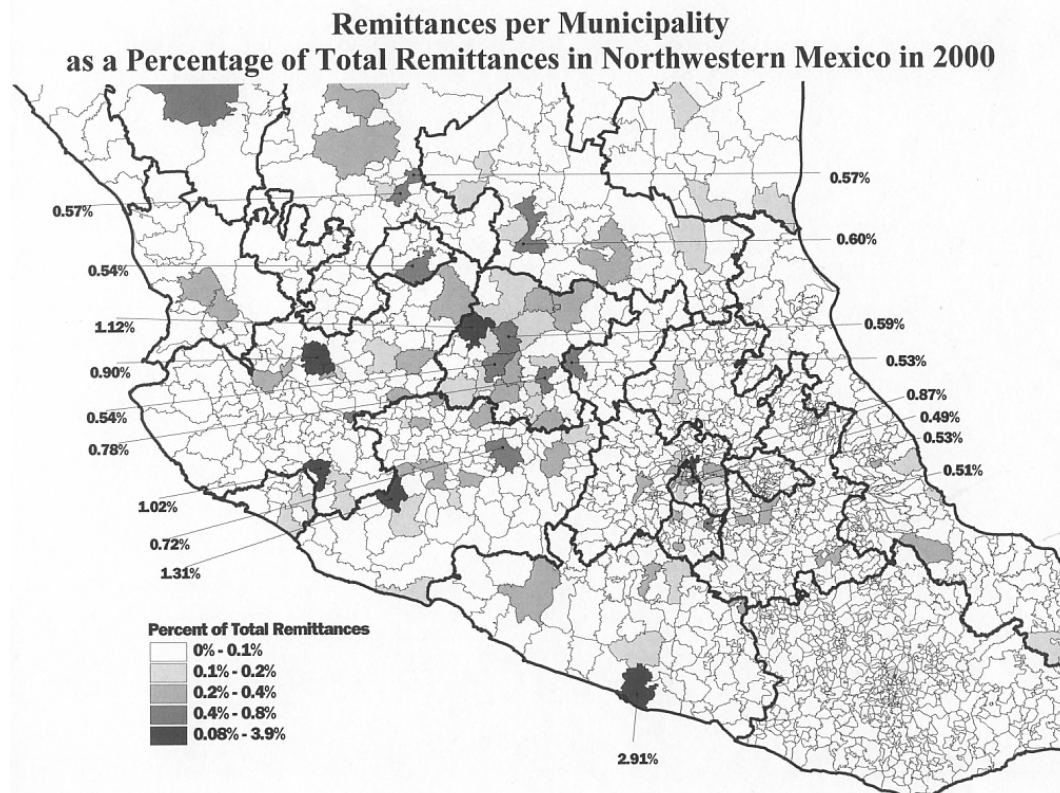 Remittances per Municipality
as a Percentage of Total Remittances in Northwestern Mexico in 2000
0.57%
0.57%
0.60%
0.54%
1.12%
0.59%
0.53%
0.90%
0.87%
0.54%
0.49%
0.78%
0.53%
0.51%
1.02%
0.72%
1.31%
Percent of Total Remittances
0% - 0.1%
0.1% - 0.2%
0.2% - 0.4%
0.4% - 0.8%
0.08% - 3.9%
2.91%